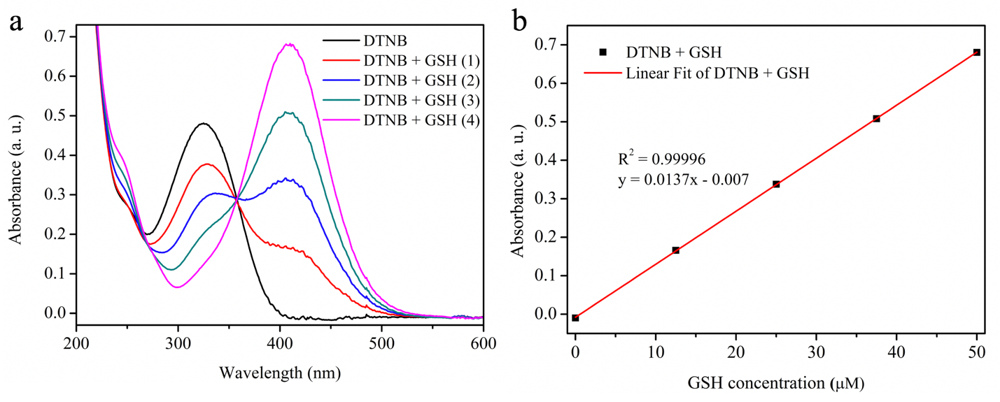 a
0.7
0.6
0.5
0.4
0.3
0.2
0.1
0.0
Absorbance (a. u.)
200
300
400
500
600
Wavelength (nm)
DTNB
DTNB + GSH (1)
DTNB + GSH (2)
DTNB + GSH (3)
DTNB + GSH (4)
b
0.7
0.6
0.5
0.4
0.3
0.2
0.1
0.0
Absorbance (a. u.)
DTNB + GSH
Linear Fit of DTNB + GSH
R² = 0.99996
y = 0.0137x - 0.007
0
10
20
30
40
50
GSH concentration (μM)